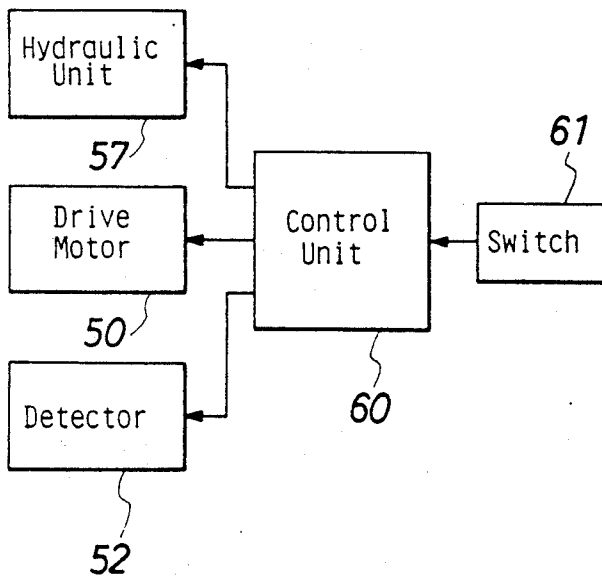 Hydraulic
Unit
57
61
Drive
Motor
Control
Unit
Switch
50
60
Detector
52